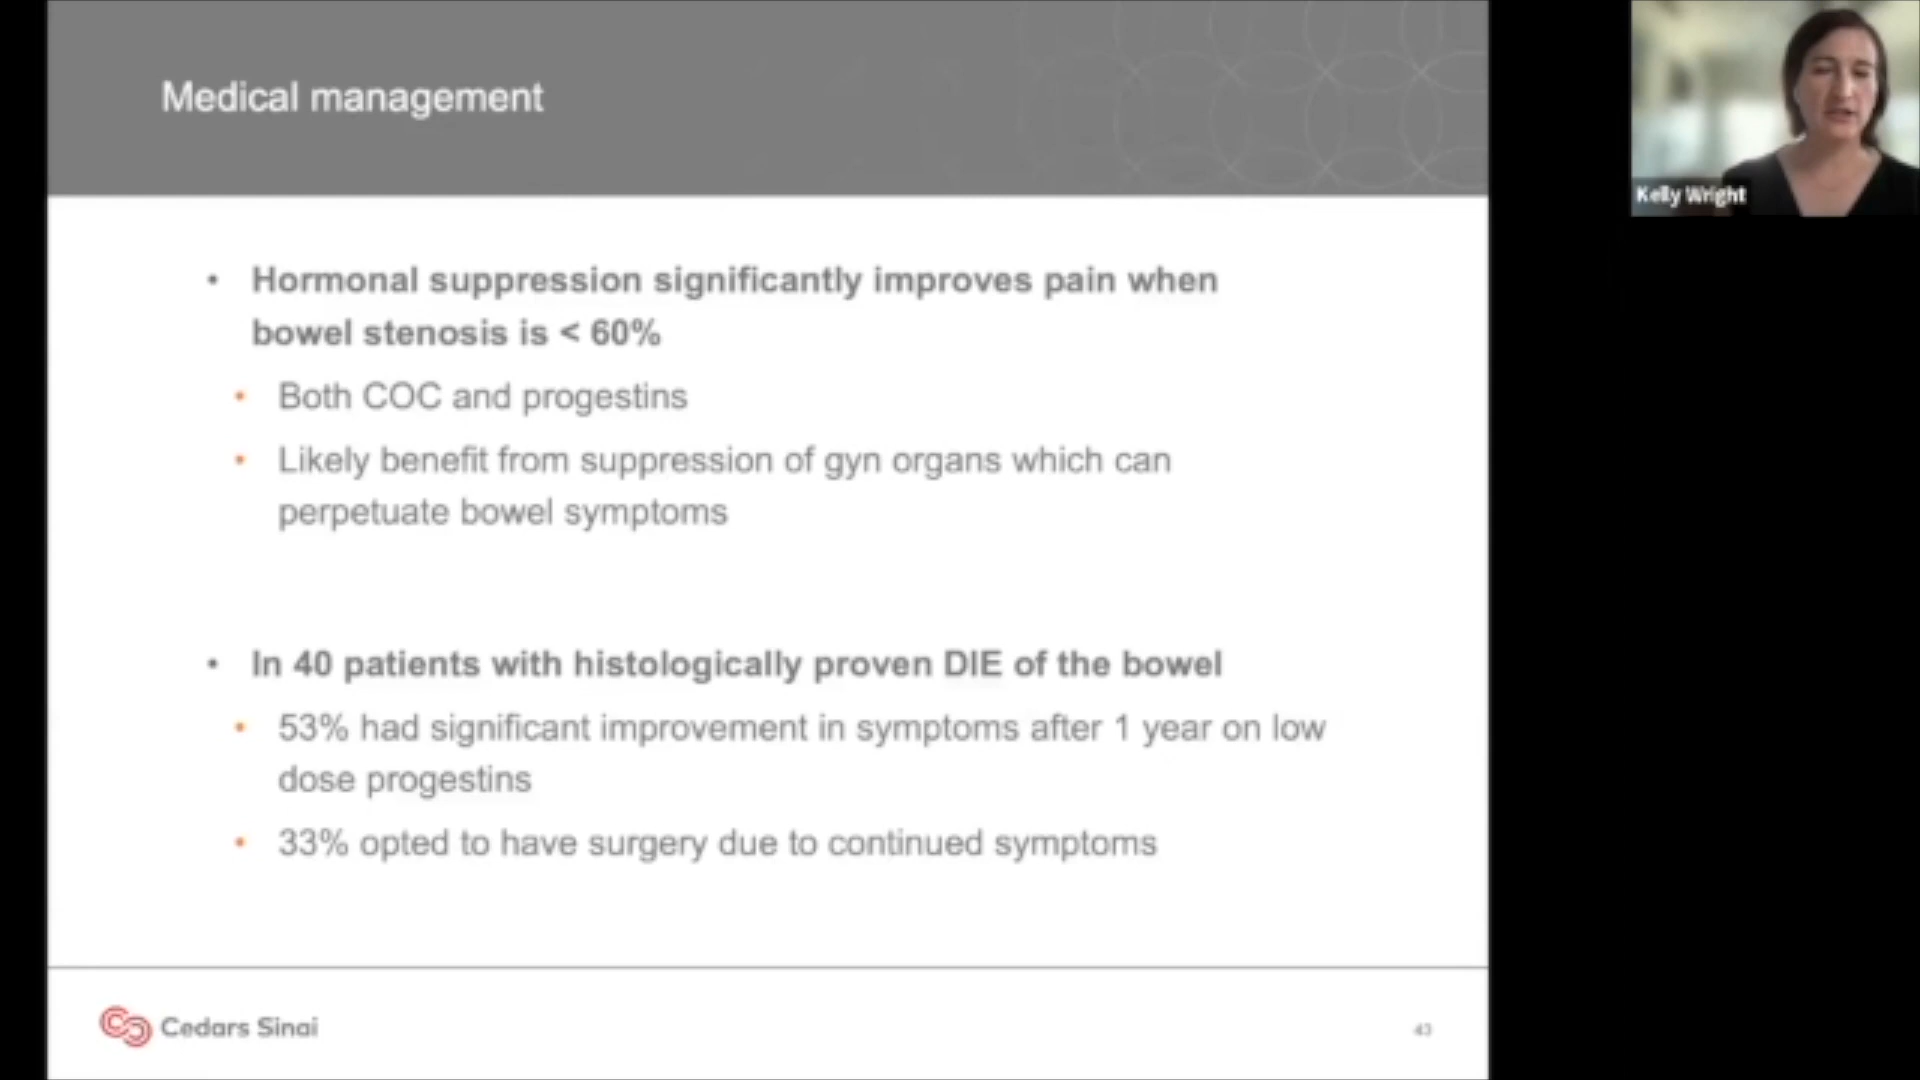 Medical management
Kelly Wright
• Hormonal suppression significantly improves pain when
bowel stenosis is < 60%
• Both COC and progestins
• Likely benefit from suppression of gyn organs which can
perpetuate bowel symptoms
• In 40 patients with histologically proven DIE of the bowel
• 53% had significant improvement in symptoms after 1 year on low
dose progestins
• 33% opted to have surgery due to continued symptoms
Cedars Sinai
43